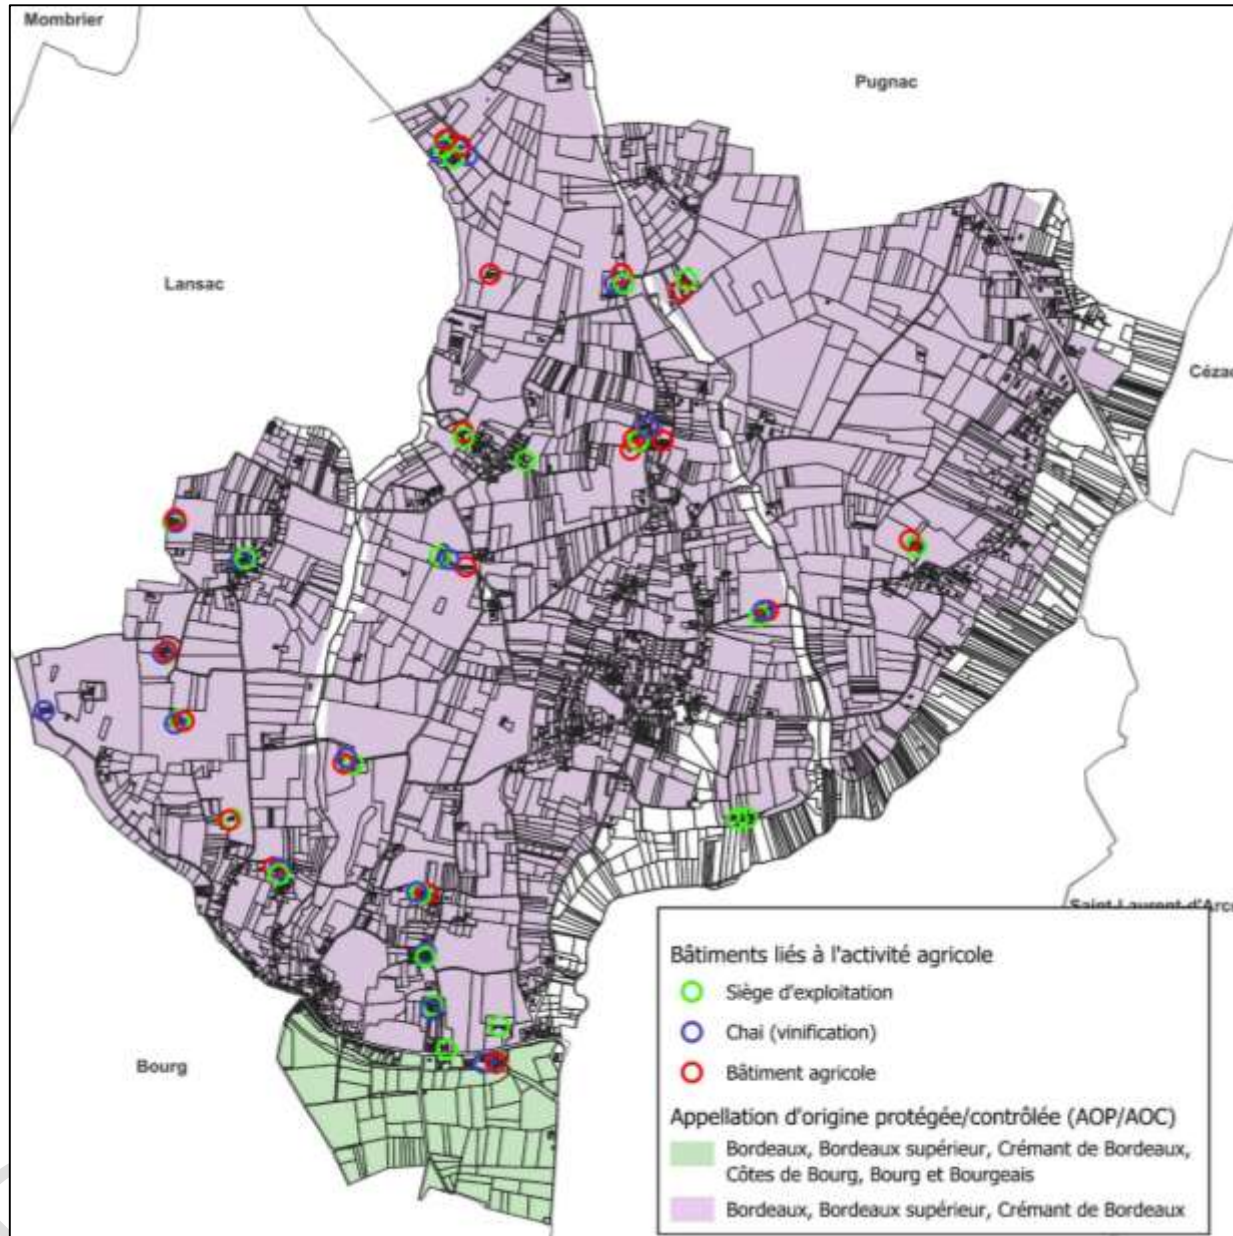 Mombrier
Pugnac
Lansac
Bourg
Bâtiments liés à l'activité agricole
Siège d'exploitation
Chai (vinification)
Bâtiment agricole
Appellation d'origine protégée/contrôlée (AOP/AOC)
Bordeaux, Bordeaux supérieur, Crémant de Bordeaux,
Côtes de Bourg, Bourg et Bourgeais
Bordeaux, Bordeaux supérieur, Crémant de Bordeaux